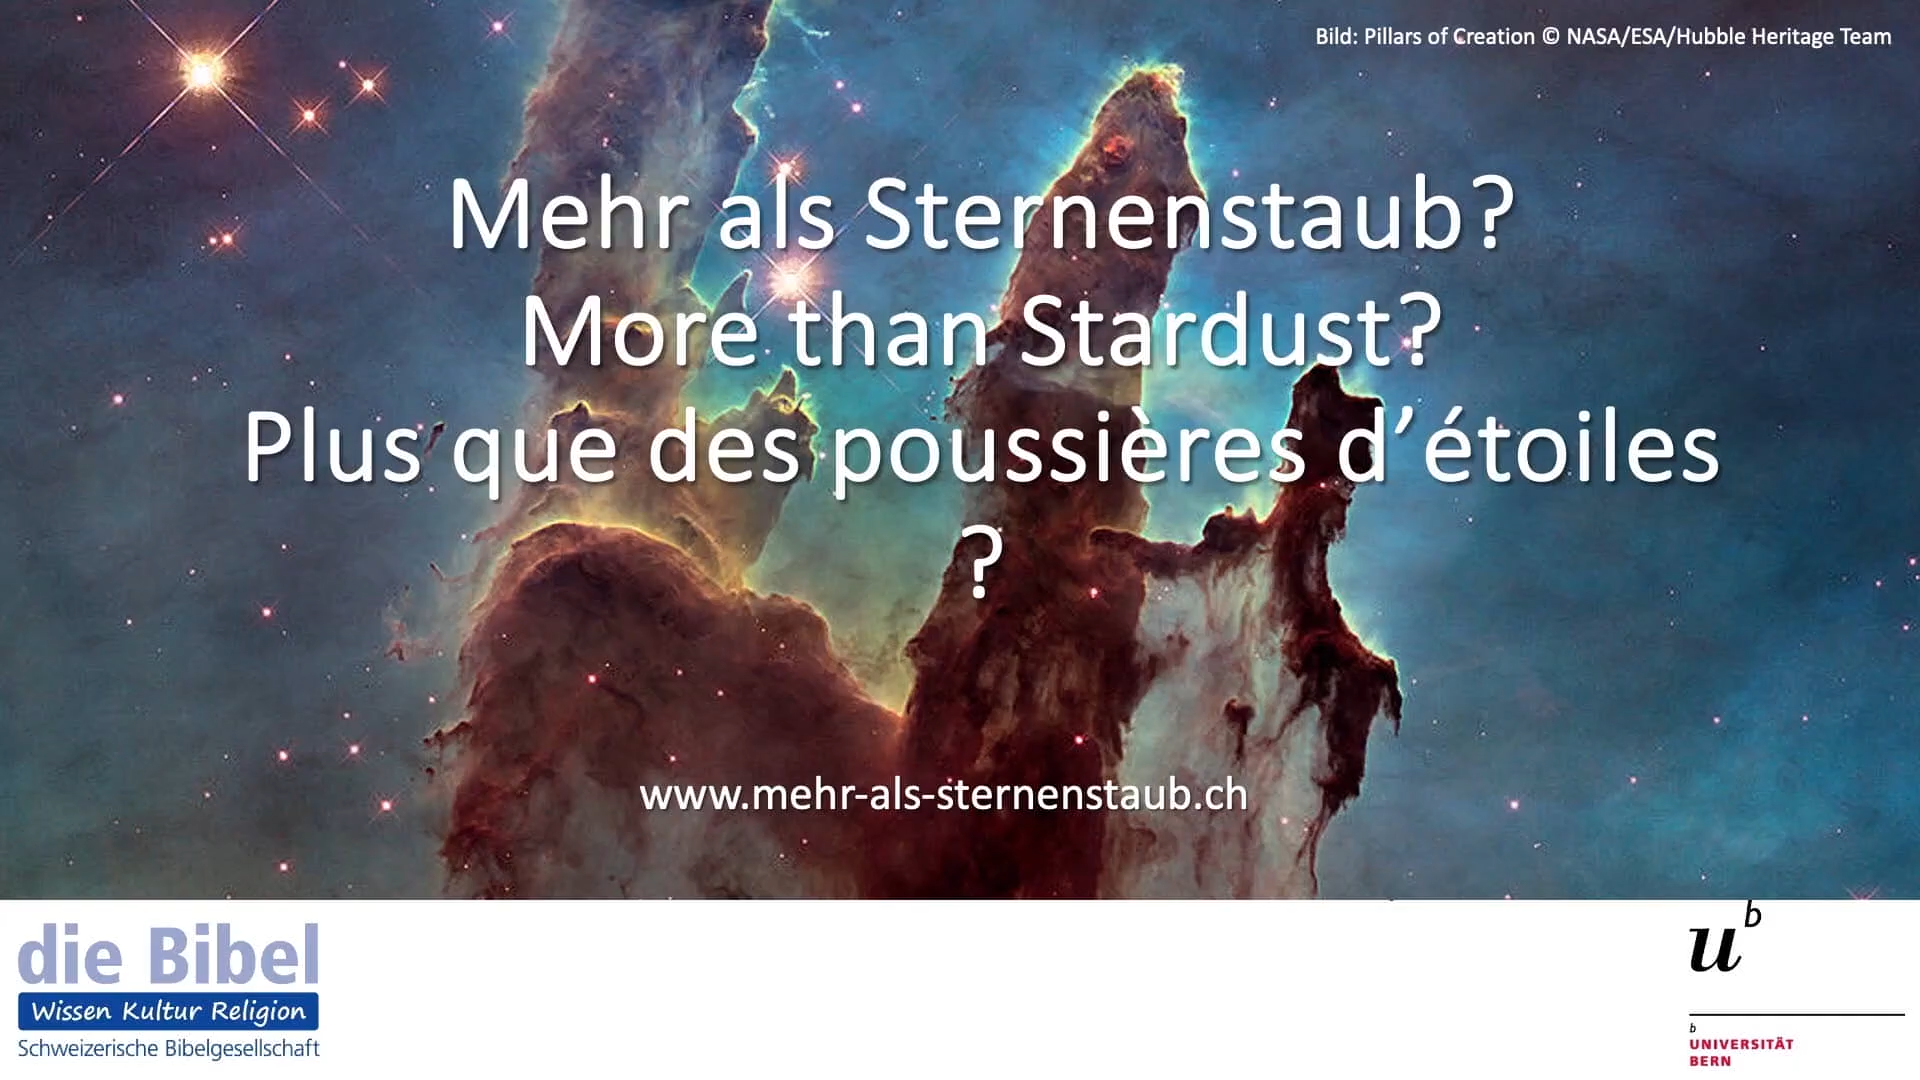 Bild: Pillars of Creation © NASA/ESA/Hubble Heritage Team
Mehr als Sternenstaub?
More than Stardust?
Plus que des poussières d’étoiles
?
www.mehr-als-sternenstaub.ch
die Bibel
Wissen Kultur Religion
Schweizerische Bibelgesellschaft
u b
b
UNIVERSITÄT
BERN